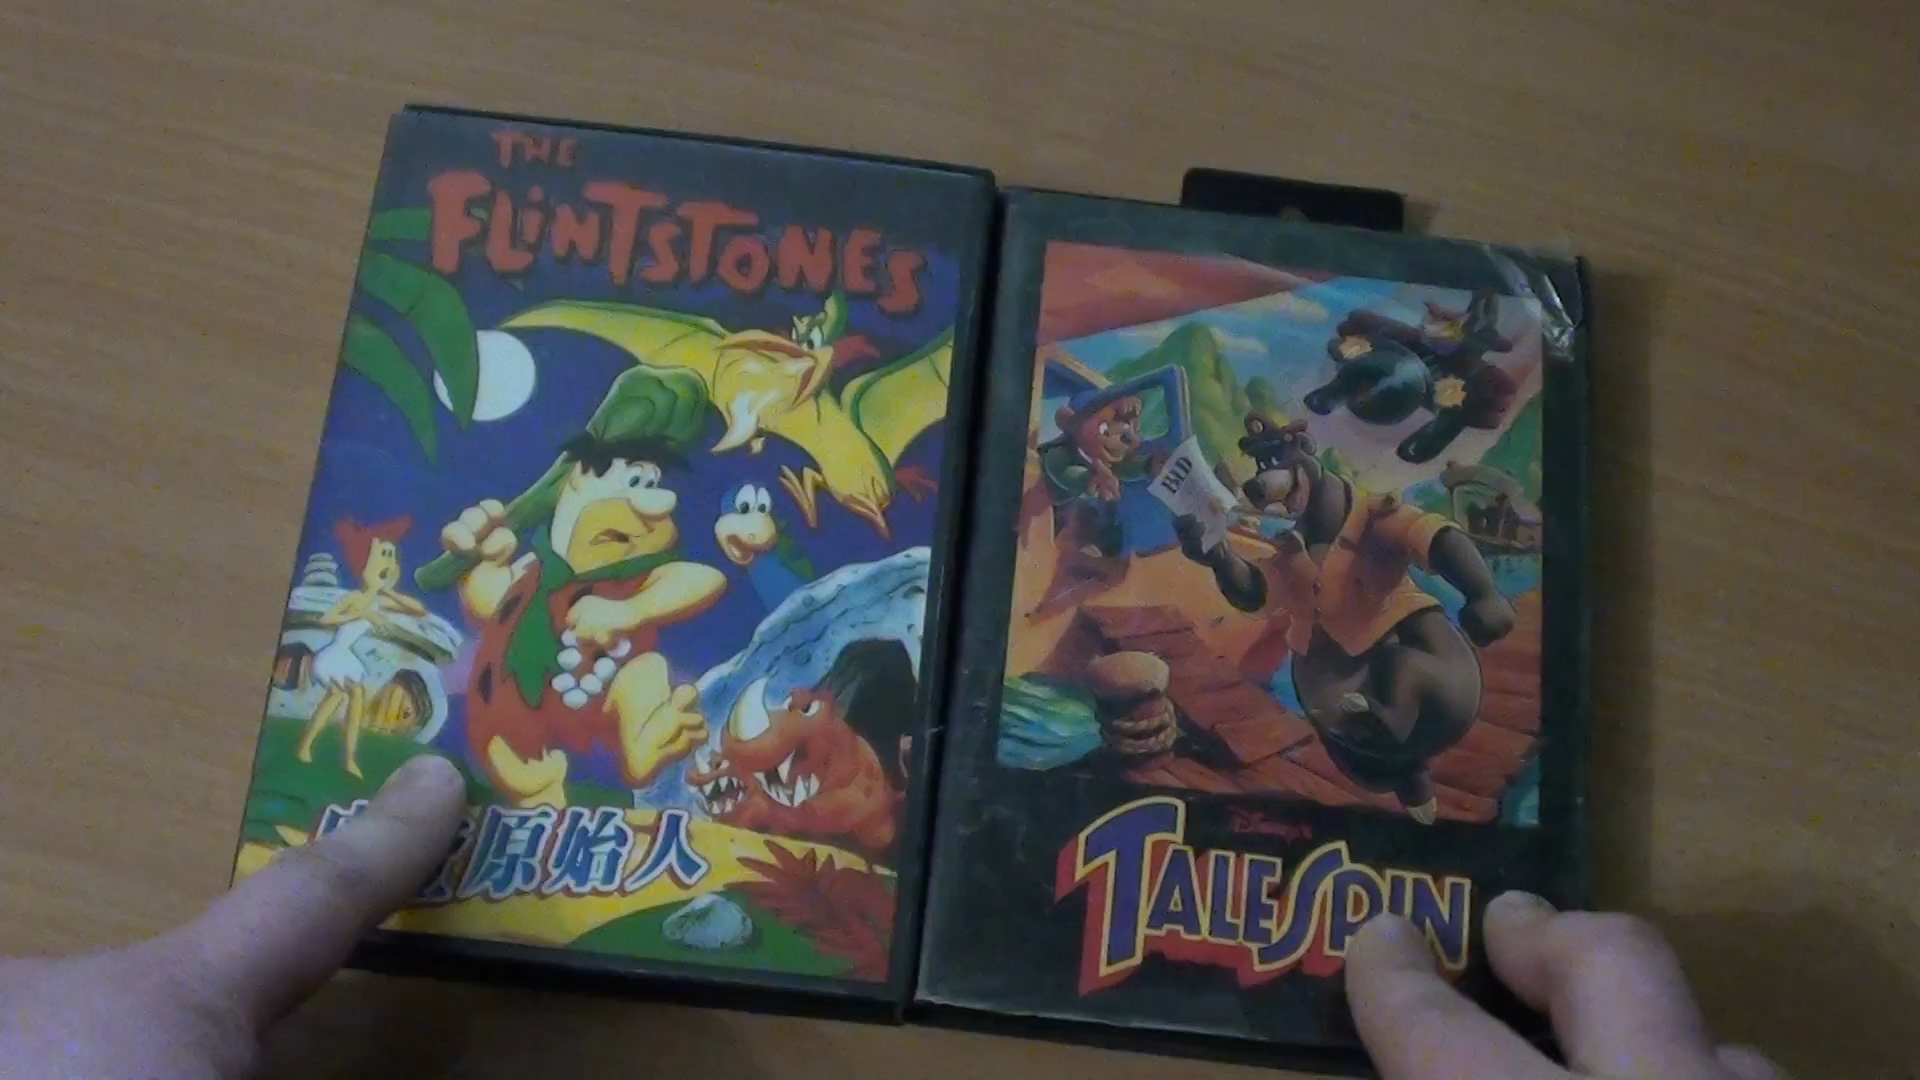 THE
FLINTSTONES
原始人
BID
Disney's
TALESPIN